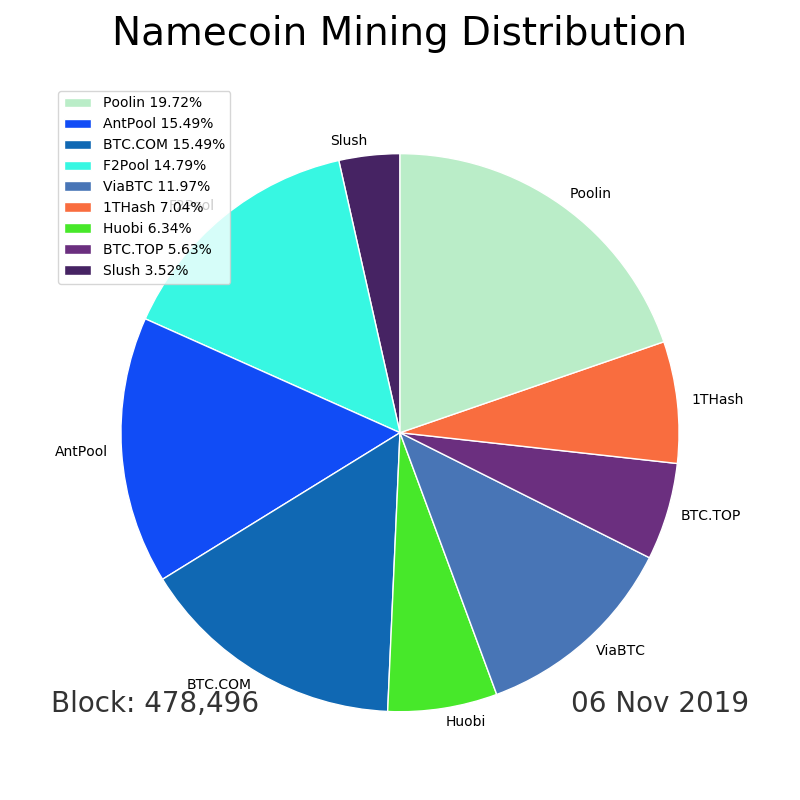 Namecoin Mining Distribution
Poolin 19.72%
AntPool 15.49%
BTC.COM 15.49%
F2Pool 14.79%
ViaBTC 11.97%
1THash 7.04%
Huobi 6.34%
BTC.TOP 5.63%
Slush 3.52%
Slush
Poolin
F2Pool
1THash
AntPool
BTC.TOP
ViaBTC
BTC.COM
Huobi
Block: 478,496
06 Nov 2019